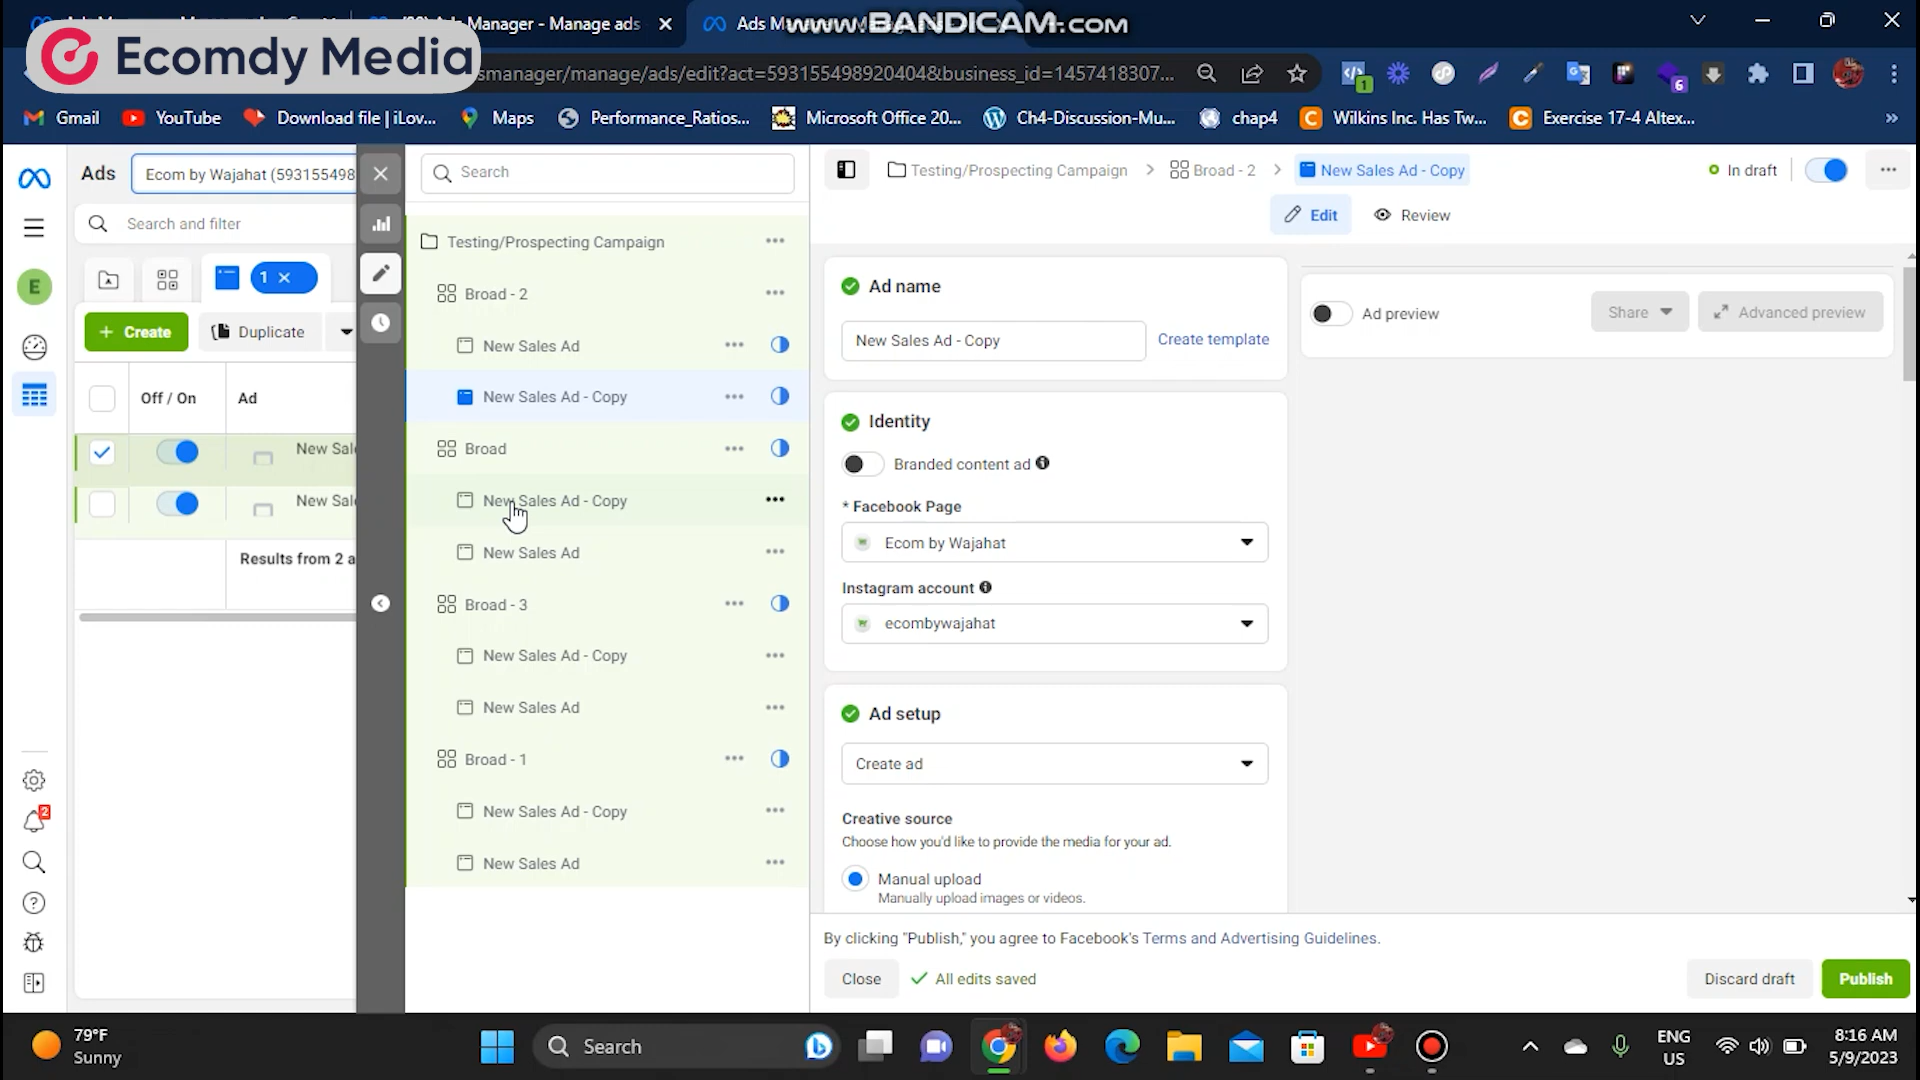 Manager - Manage ads
Ads M
www.BANDICAM.com
Ecomdy Media
smanager/manage/ads/edit?act=593155498920404&business_id=1457418307...
1
6
Gmail
YouTube
Download file | iLov...
Maps
Performance_Ratios...
Microsoft Office 20...
Ch4-Discussion-Mu...
chap4
Wilkins Inc. Has Tw...
Exercise 17-4 Altex...
»
Ads
Ecom by Wajahat (593155498
Search and filter
E
1
+ Create
Duplicate
Off / On
Ad
New Sale
New Sale
Results from 2 a
2
Search
Testing/Prospecting Campaign
Broad - 2
New Sales Ad
New Sales Ad - Copy
Broad
New Sales Ad - Copy
New Sales Ad
Broad - 3
New Sales Ad - Copy
New Sales Ad
Broad - 1
New Sales Ad - Copy
New Sales Ad
Testing/Prospecting Campaign
Broad - 2
New Sales Ad - Copy
In draft
Edit
Review
Ad name
New Sales Ad - Copy
Create template
Identity
Branded content ad
* Facebook Page
Ecom by Wajahat
Instagram account
ecombywajahat
Ad setup
Create ad
Creative source
Choose how you'd like to provide the media for your ad.
Manual upload
Manually upload images or videos.
Ad preview
Share
Advanced preview
By clicking "Publish," you agree to Facebook's Terms and Advertising Guidelines.
Close
All edits saved
Discard draft
Publish
79°F
Sunny
Search
ENG
US
8:16 AM
5/9/2023